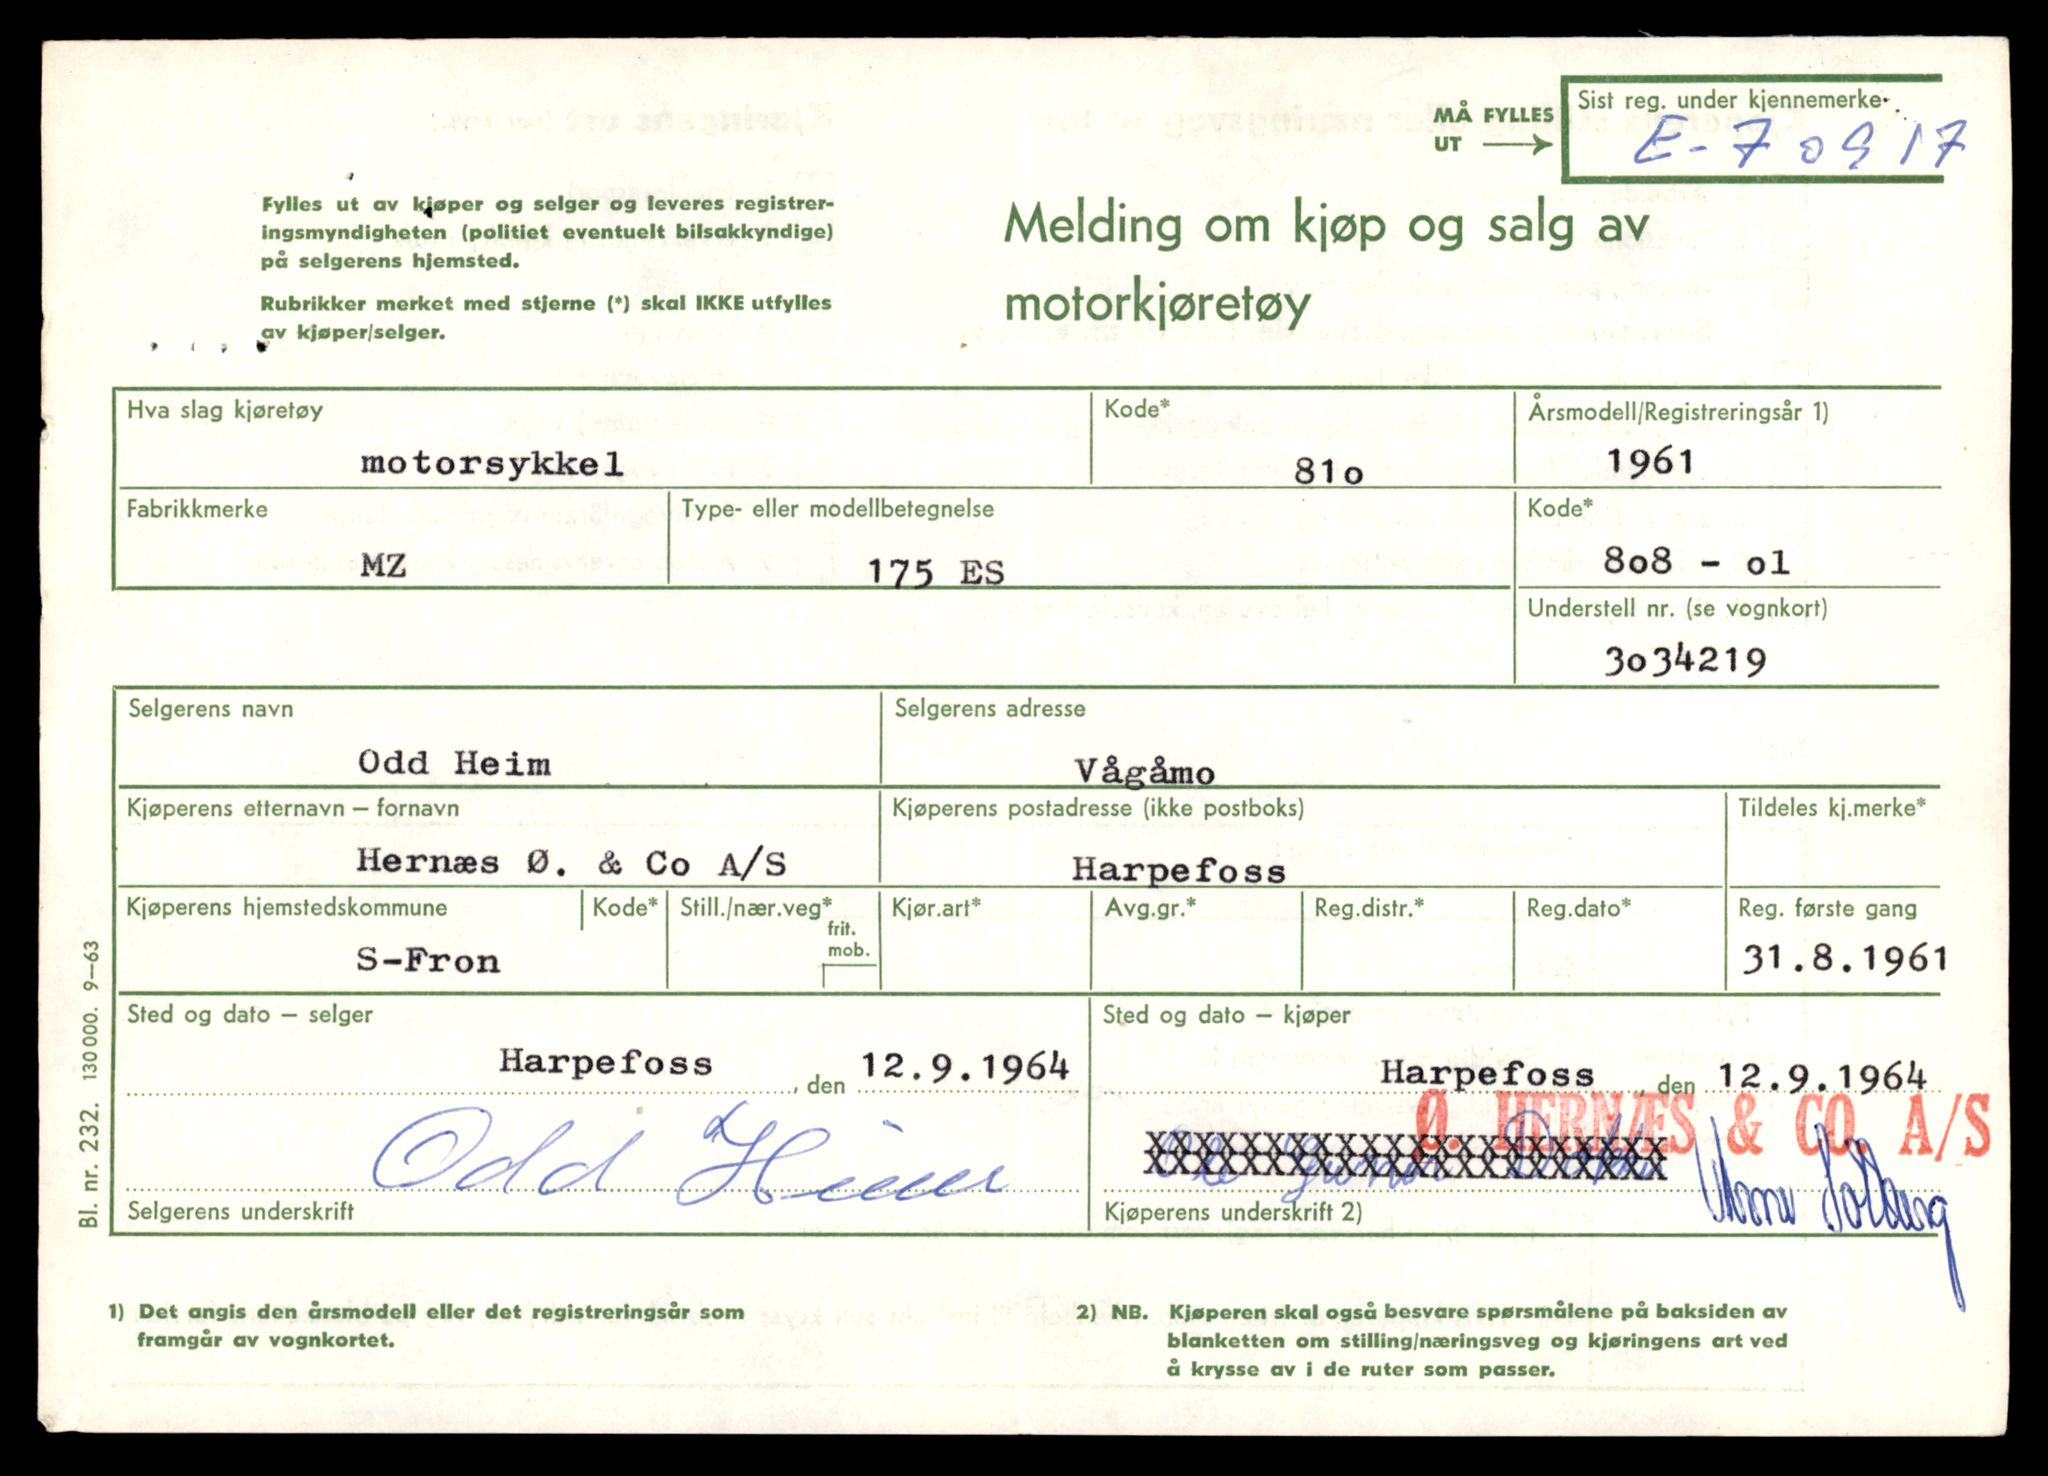 MÅ FYLLES
UT
Sist reg. under kjennemerke
E-70917
Fylles ut av kjøper og selger og leveres registrer-
ingsmyndigheten (politiet eventuelt bilsakkyndige)
på selgerens hjemsted.
Rubrikker merket med stjerne (*) skal IKKE utfylles
av kjøper/selger.
Melding om kjøp og salg av
motorkjøretøy
Hva slag kjøretøy
motorsykkel
Kode*
81o
Årsmodell/Registreringsår 1)
1961
Fabrikkmerke
MZ
Type- eller modellbetegnelse
175 ES
Kode*
8o8 - o1
Understell nr. (se vognkort)
3o34219
Selgerens navn
Odd Heim
Selgerens adresse
Vågåmo
Kjøperens etternavn – fornavn
Hernæs Ø. & Co A/S
Kjøperens postadresse (ikke postboks)
Harpefoss
Tildeles kj.merke*
Kjøperens hjemstedskommune
S-Fron
Kode*
Still./nær.veg*
frit.
mob.
Kjør.art*
Avg.gr.*
Reg.distr.*
Reg.dato*
Reg. første gang
31.8.1961
Sted og dato – selger
Harpefoss, den 12.9.1964
Odd Heim
Selgerens underskrift
Sted og dato – kjøper
Harpefoss, den 12.9.1964
Ø. HERNÆS & CO. A/S
Kjøperens underskrift 2)
1) Det angis den årsmodell eller det registreringsår som
framgår av vognkortet.
2) NB. Kjøperen skal også besvare spørsmålene på baksiden av
blanketten om stilling/næringsveg og kjøringens art ved
å krysse av i de ruter som passer.
Bl. nr. 232. 130 000. 9–63